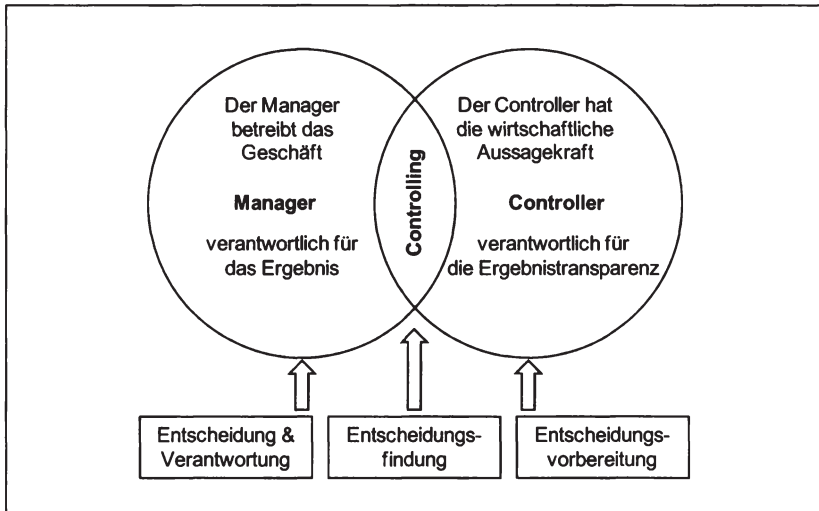 Der Manager
betreibt das
Geschäft
Manager
verantwortlich für
das Ergebnis
Controlling
Der Controller hat
die wirtschaftliche
Aussagekraft
Controller
verantwortlich für
die Ergebnistransparenz
Entscheidung &
Verantwortung
Entscheidungs-
findung
Entscheidungs-
vorbereitung